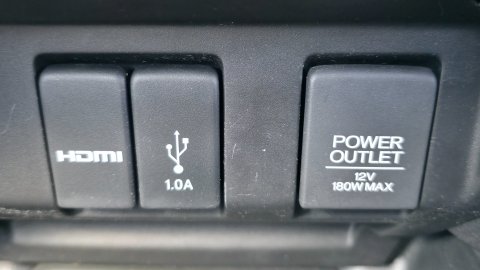 HDMI
1.0A
POWER
OUTLET
12V
180W MAX